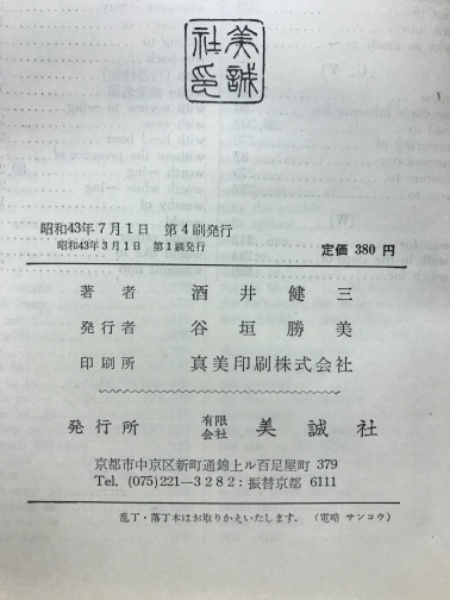 美誠
社印
昭和43年7月1日 第4刷発行
昭和43年3月1日 第1刷発行
定価 380 円
著者 酒井健三
発行者 谷垣勝美
印刷所 真美印刷株式会社
発行所 有限会社 美誠社
京都市中京区新町通錦上ル百足屋町 379
Tel. (075)221—3282:振替京都 6111
乱丁・落丁本はお取りかえいたします. (電略 サンコウ)